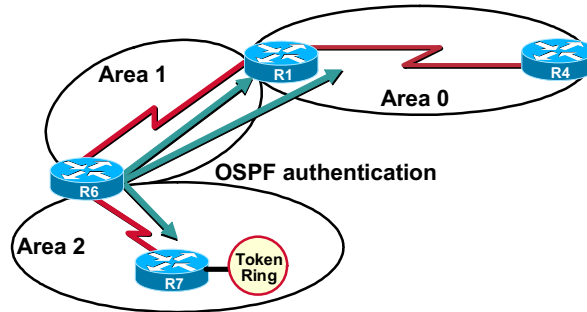 Area 1
R1
R4
Area 0
R6
OSPF authentication
Area 2
R7
Token
Ring